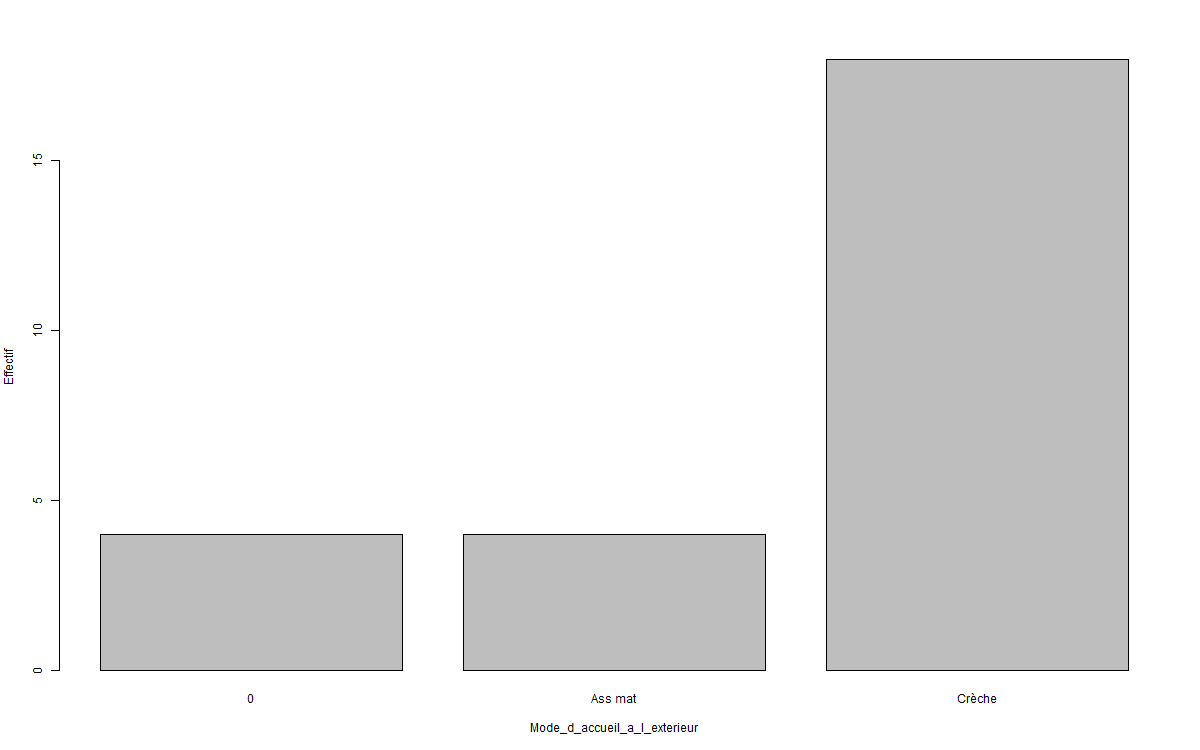 15
10
5
0
Effectif
0
Ass mat
Crèche
Mode_d_accueil_a_l_exterieur